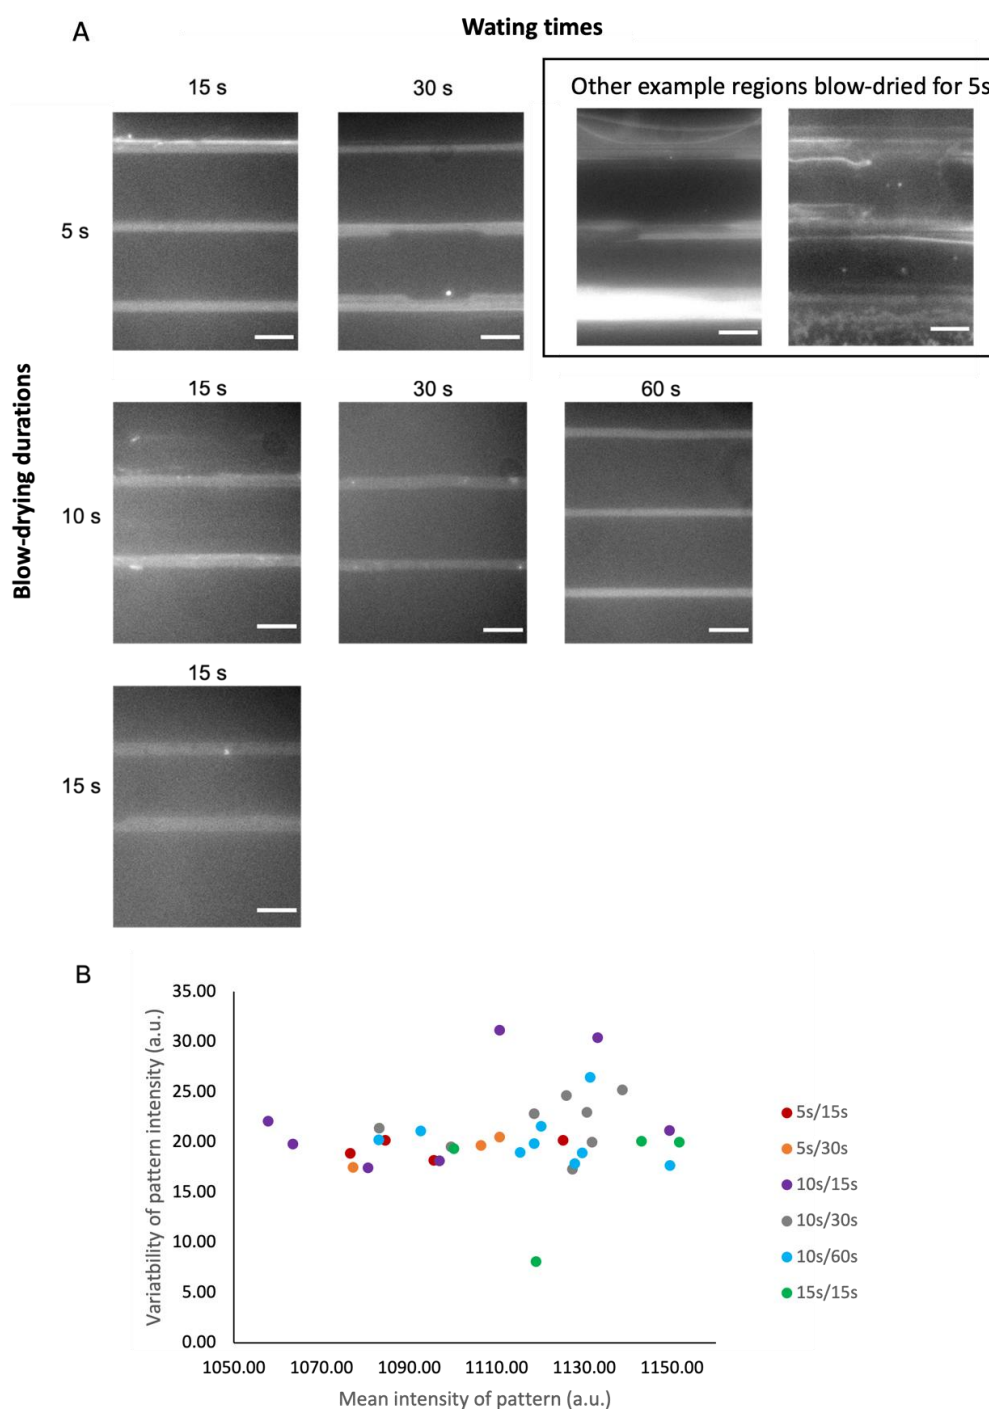 A
Wating times
15 s
30 s
Other example regions blow-dried for 5s
5 s
Blow-drying durations
15 s
30 s
60 s
10 s
15 s
15 s
B
Variatbility of pattern intensity (a.u.)
35.00
30.00
25.00
20.00
15.00
10.00
5.00
0.00
1050.00 1070.00 1090.00 1110.00 1130.00 1150.00
Mean intensity of pattern (a.u.)
5s/15s
5s/30s
10s/15s
10s/30s
10s/60s
15s/15s